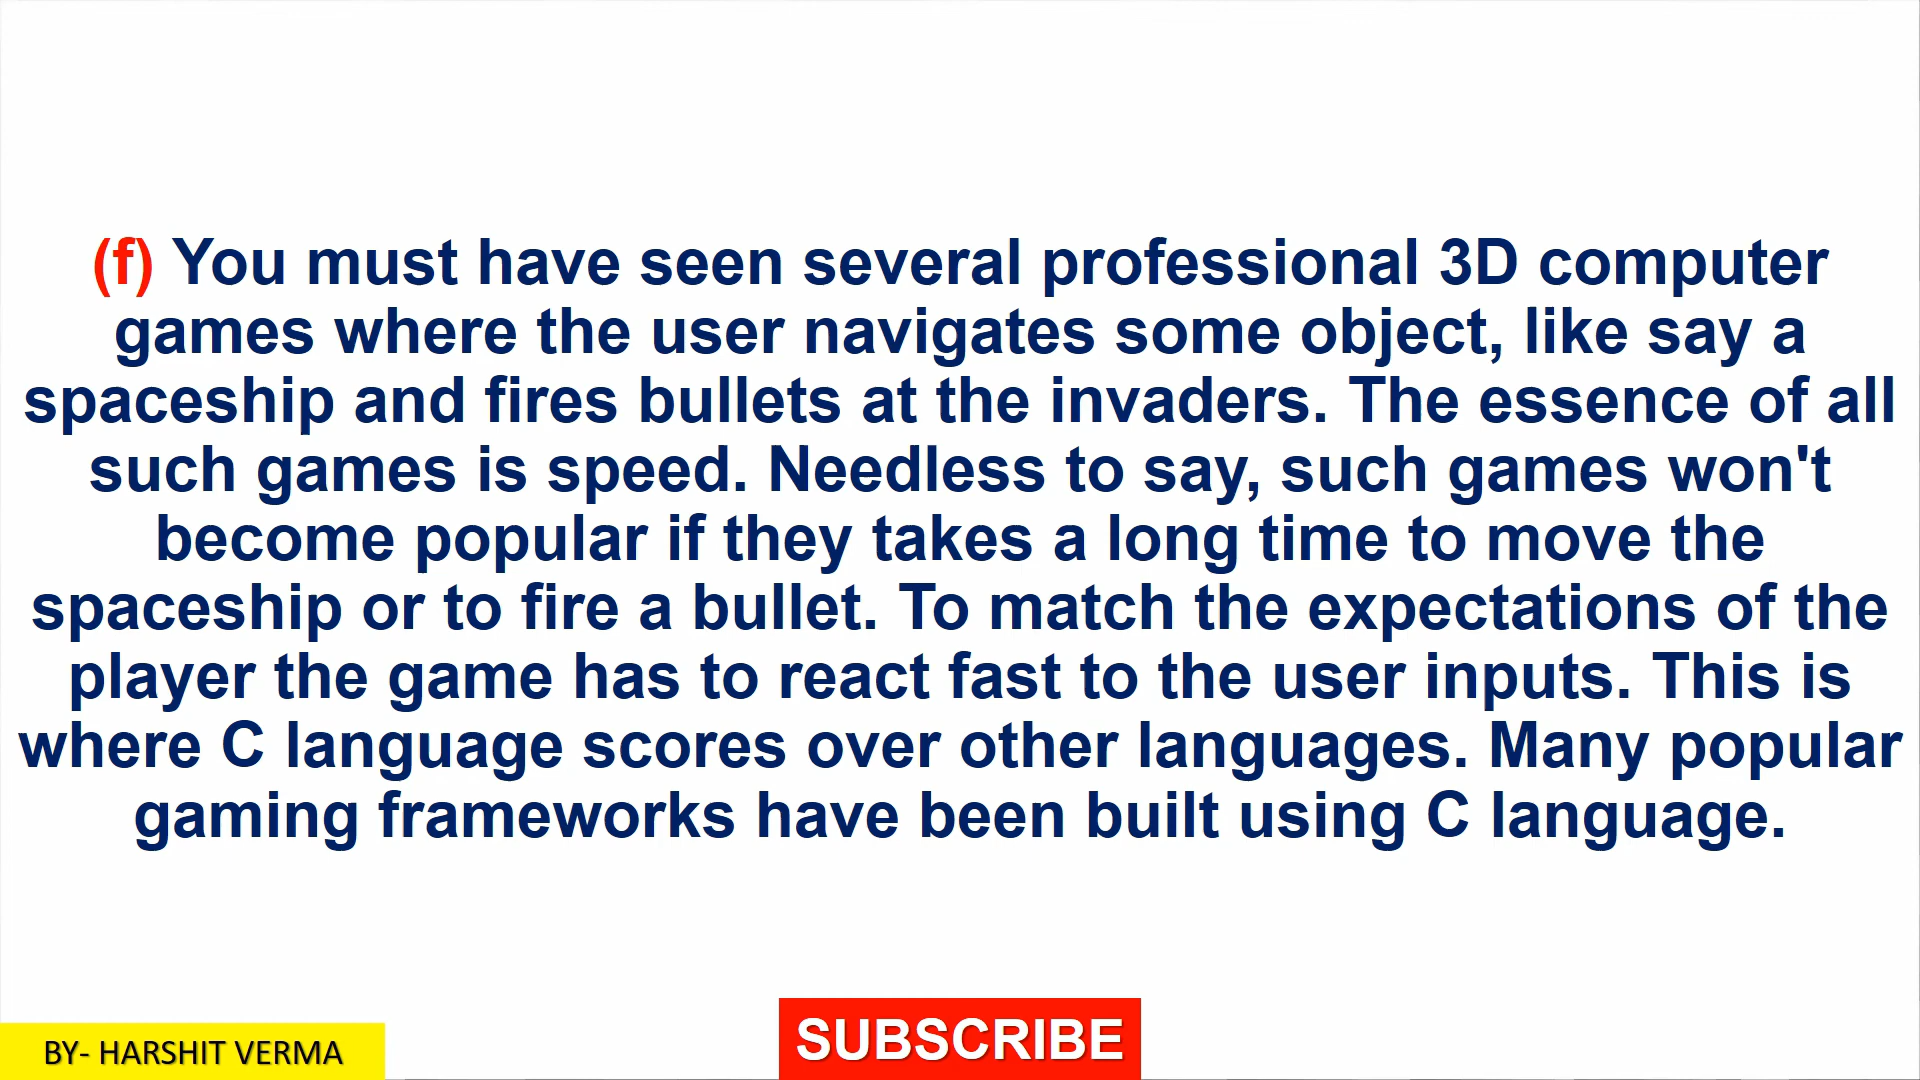 (f) You must have seen several professional 3D computer
games where the user navigates some object, like say a
spaceship and fires bullets at the invaders. The essence of all
such games is speed. Needless to say, such games won't
become popular if they takes a long time to move the
spaceship or to fire a bullet. To match the expectations of the
player the game has to react fast to the user inputs. This is
where C language scores over other languages. Many popular
gaming frameworks have been built using C language.
BY- HARSHIT VERMA
SUBSCRIBE